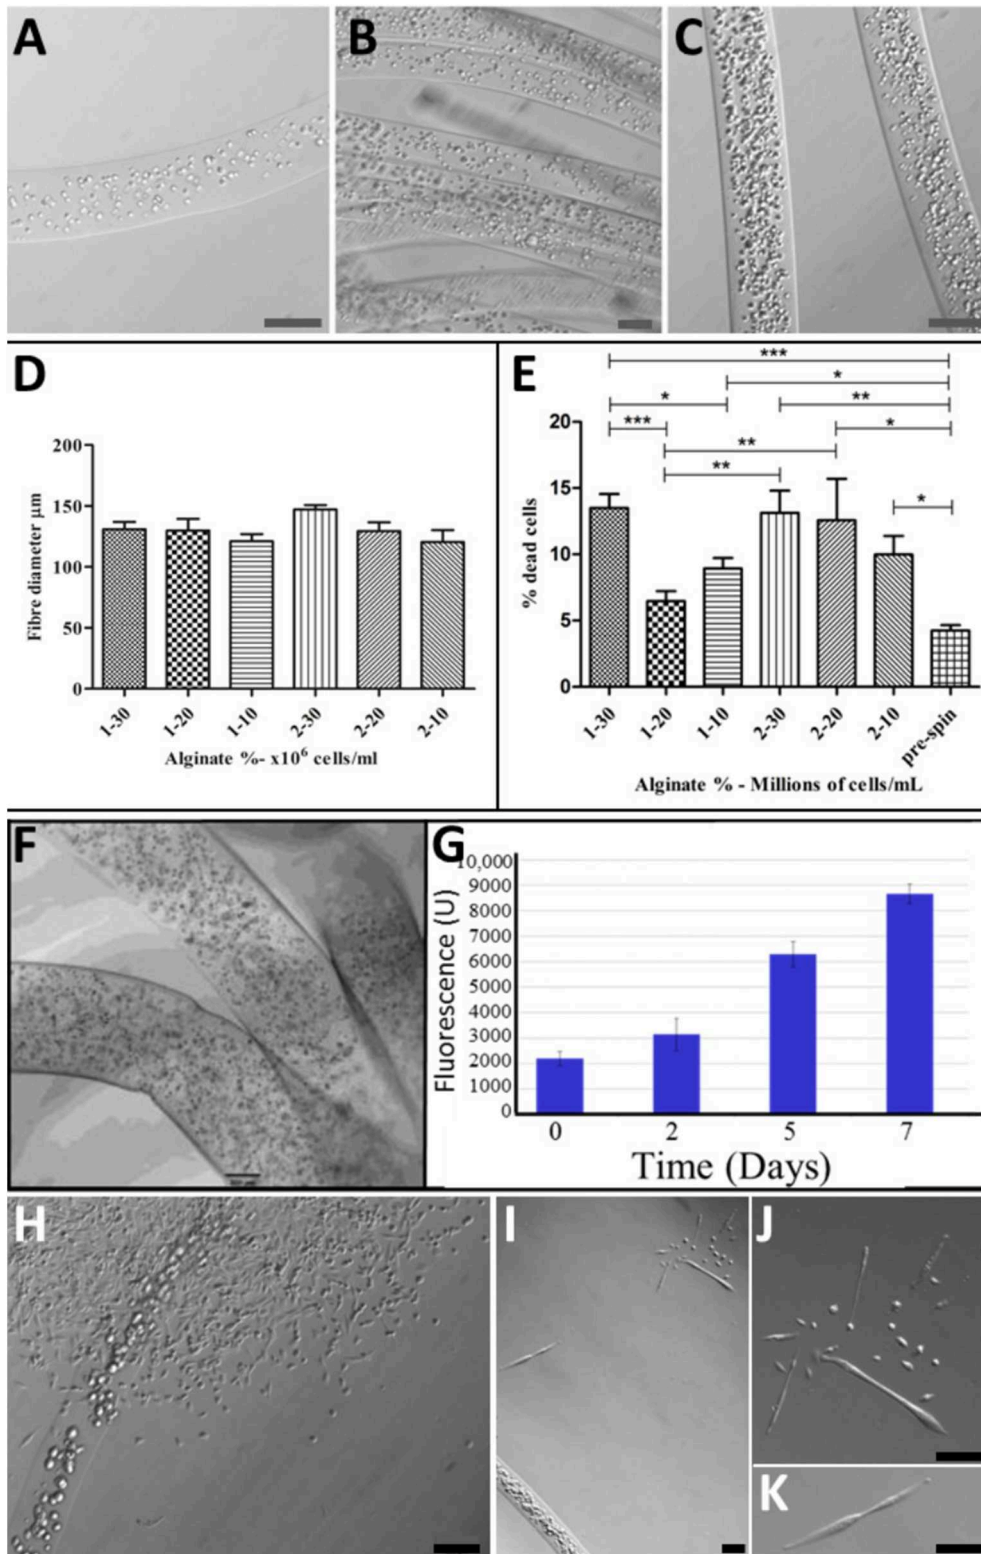 A
B
C
D
200
150
100
50
0
Fibre diameter µm
1-30
1-20
1-10
2-30
2-20
2-10
Alginate %- x10⁶ cells/ml
E
***
*
* **
*** *
**
**
*
20
15
10
5
0
% dead cells
1-30
1-20
1-10
2-30
2-20
2-10
pre-spin
Alginate % - Millions of cells/mL
F
G
10,000
9000
8000
7000
6000
5000
4000
3000
2000
1000
0
Fluorescence (U)
0 2 5 7
Time (Days)
H
I
J
K